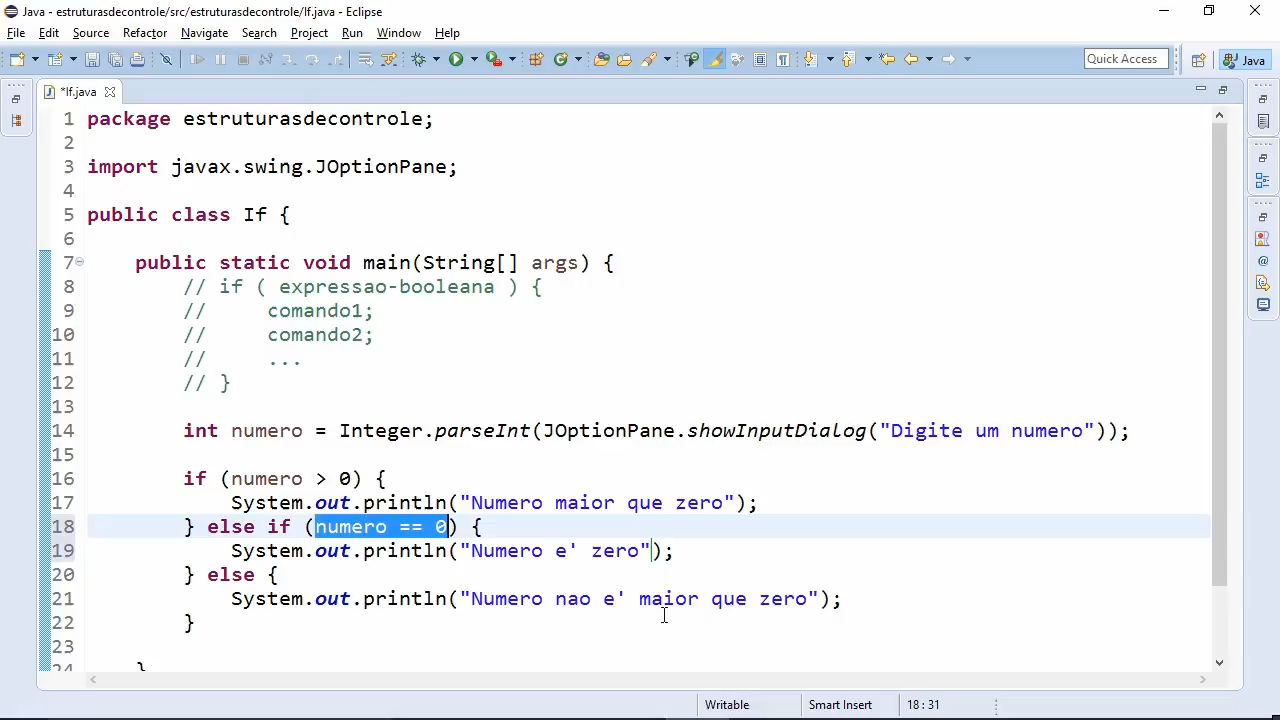 Java - estruturasdecontrole/src/estruturasdecontrole/If.java - Eclipse
File Edit Source Refactor Navigate Search Project Run Window Help
Quick Access Java
*If.java
1 package estruturasdecontrole;
2
3 import javax.swing.JOptionPane;
4
5 public class If {
6
7 public static void main(String[] args) {
8 // if ( expressao-booleana ) {
9 // comando1;
10 // comando2;
11 // ...
12 // }
13
14 int numero = Integer.parseInt(JOptionPane.showInputDialog("Digite um numero"));
15
16 if (numero > 0) {
17 System.out.println("Numero maior que zero");
18 } else if (numero == 0) {
19 System.out.println("Numero e' zero");
20 } else {
21 System.out.println("Numero nao e' maior que zero");
22 }
23
24 }
Writable Smart Insert 18 : 31